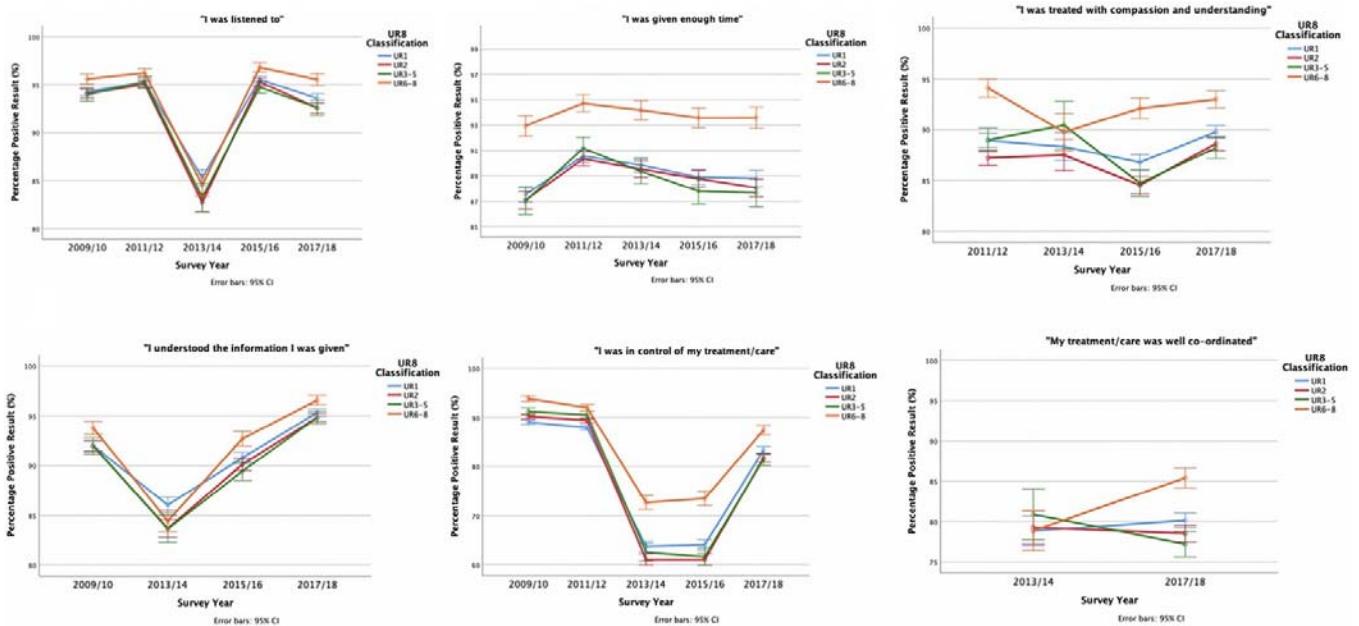 "I was listened to"
Percentage Positive Result (%)
100
95
90
85
80
2009/10 2011/12 2013/14 2015/16 2017/18
Survey Year
Error bars: 95% CI
UR8
Classification
UR1
UR2
UR3-5
UR6-8
"I was given enough time"
Percentage Positive Result (%)
99
97
95
93
91
89
87
85
2009/10 2011/12 2013/14 2015/16 2017/18
Survey Year
Error bars: 95% CI
UR8
Classification
UR1
UR2
UR3-5
UR6-8
"I was treated with compassion and understanding"
Percentage Positive Result (%)
100
95
90
85
80
2011/12 2013/14 2015/16 2017/18
Survey Year
Error bars: 95% CI
UR8
Classification
UR1
UR2
UR3-5
UR6-8
"I understood the information I was given"
Percentage Positive Result (%)
100
95
90
85
80
2009/10 2013/14 2015/16 2017/18
Survey Year
Error bars: 95% CI
UR8
Classification
UR1
UR2
UR3-5
UR6-8
"I was in control of my treatment/care"
Percentage Positive Result (%)
100
90
80
70
60
2009/10 2011/12 2013/14 2015/16 2017/18
Survey Year
Error bars: 95% CI
UR8
Classification
UR1
UR2
UR3-5
UR6-8
"My treatment/care was well co-ordinated"
Percentage Positive Result (%)
100
95
90
85
80
75
2013/14 2017/18
Survey Year
Error bars: 95% CI
UR8
Classification
UR1
UR2
UR3-5
UR6-8